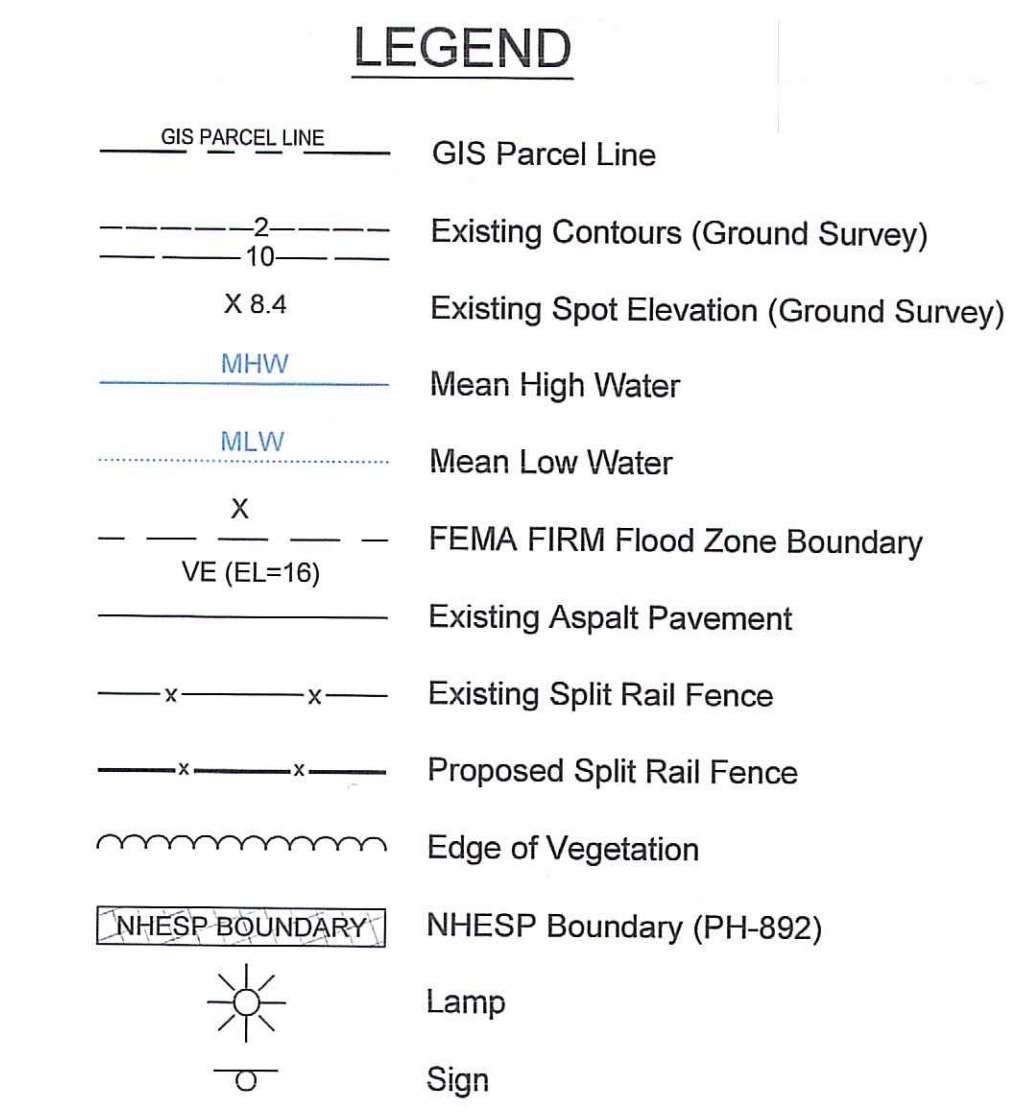 LEGEND
GIS PARCEL LINE
GIS Parcel Line
2
10
Existing Contours (Ground Survey)
X 8.4
Existing Spot Elevation (Ground Survey)
MHW
Mean High Water
MLW
Mean Low Water
X
VE (EL=16)
FEMA FIRM Flood Zone Boundary
Existing Aspalt Pavement
x x
Existing Split Rail Fence
x x
Proposed Split Rail Fence
Edge of Vegetation
NHESP BOUNDARY
NHESP Boundary (PH-892)
Lamp
Sign